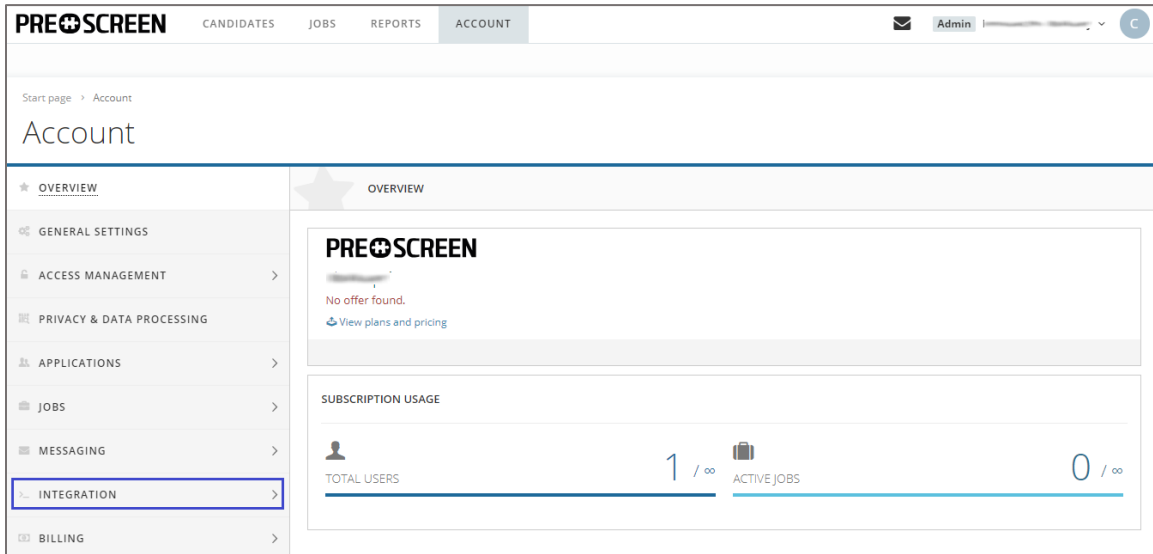 PRESCREEN CANDIDATES JOBS REPORTS ACCOUNT Admin C
Start page > Account
Account
OVERVIEW
GENERAL SETTINGS
ACCESS MANAGEMENT
PRIVACY & DATA PROCESSING
APPLICATIONS
JOBS
MESSAGING
>_ INTEGRATION
BILLING
OVERVIEW
PRESCREEN
No offer found.
View plans and pricing
SUBSCRIPTION USAGE
TOTAL USERS 1 / ∞
ACTIVE JOBS 0 / ∞